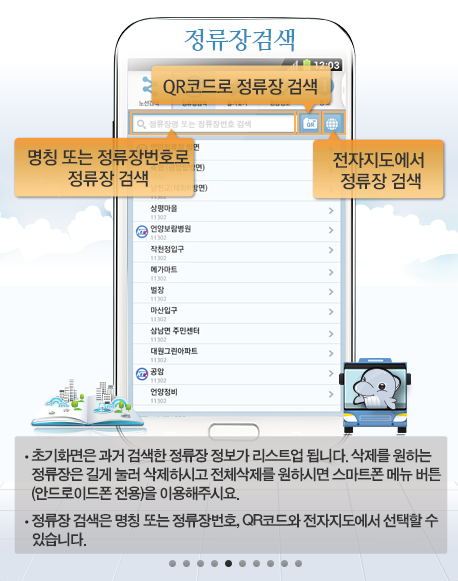 정류장검색
12:03
QR코드로 정류장 검색
정류장명 또는 정류장번호 검색
QR
명칭 또는 정류장번호로
정류장 검색
전자지도에서
정류장 검색
상평마을
11302
언양보람병원
11302
작천정입구
11302
메가마트
11302
벌장
11302
마산입구
11302
삼남면 주민센터
11302
대원그린아파트
11302
공암
11302
언양정비
11302
• 초기화면은 과거 검색한 정류장 정보가 리스트업 됩니다. 삭제를 원하는
정류장은 길게 눌러 삭제하시고 전체삭제를 원하시면 스마트폰 메뉴 버튼
(안드로이드폰 전용)을 이용해주시요.
• 정류장 검색은 명칭 또는 정류장번호, QR코드와 전자지도에서 선택할 수
있습니다.